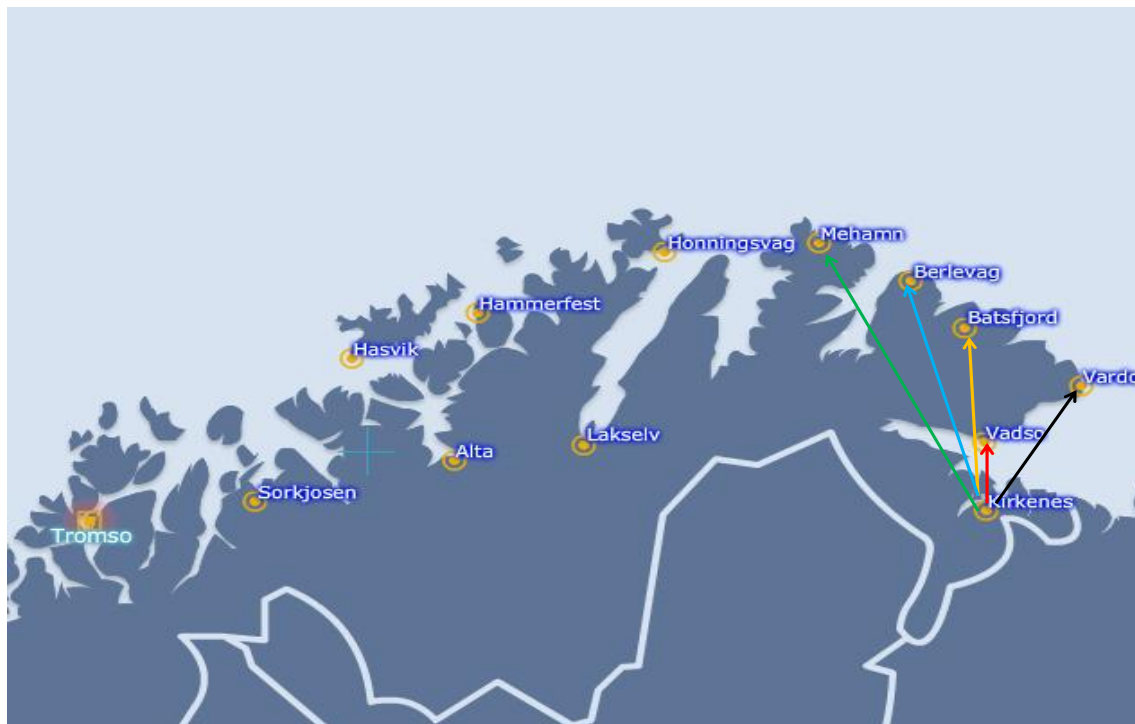 Mehamn
Honningsvag
Berlevag
Hammerfest
Batsfjord
Hasvik
Vardo
Vadso
Lakselv
Alta
Sorkjosen
Kirkenes
Tromso